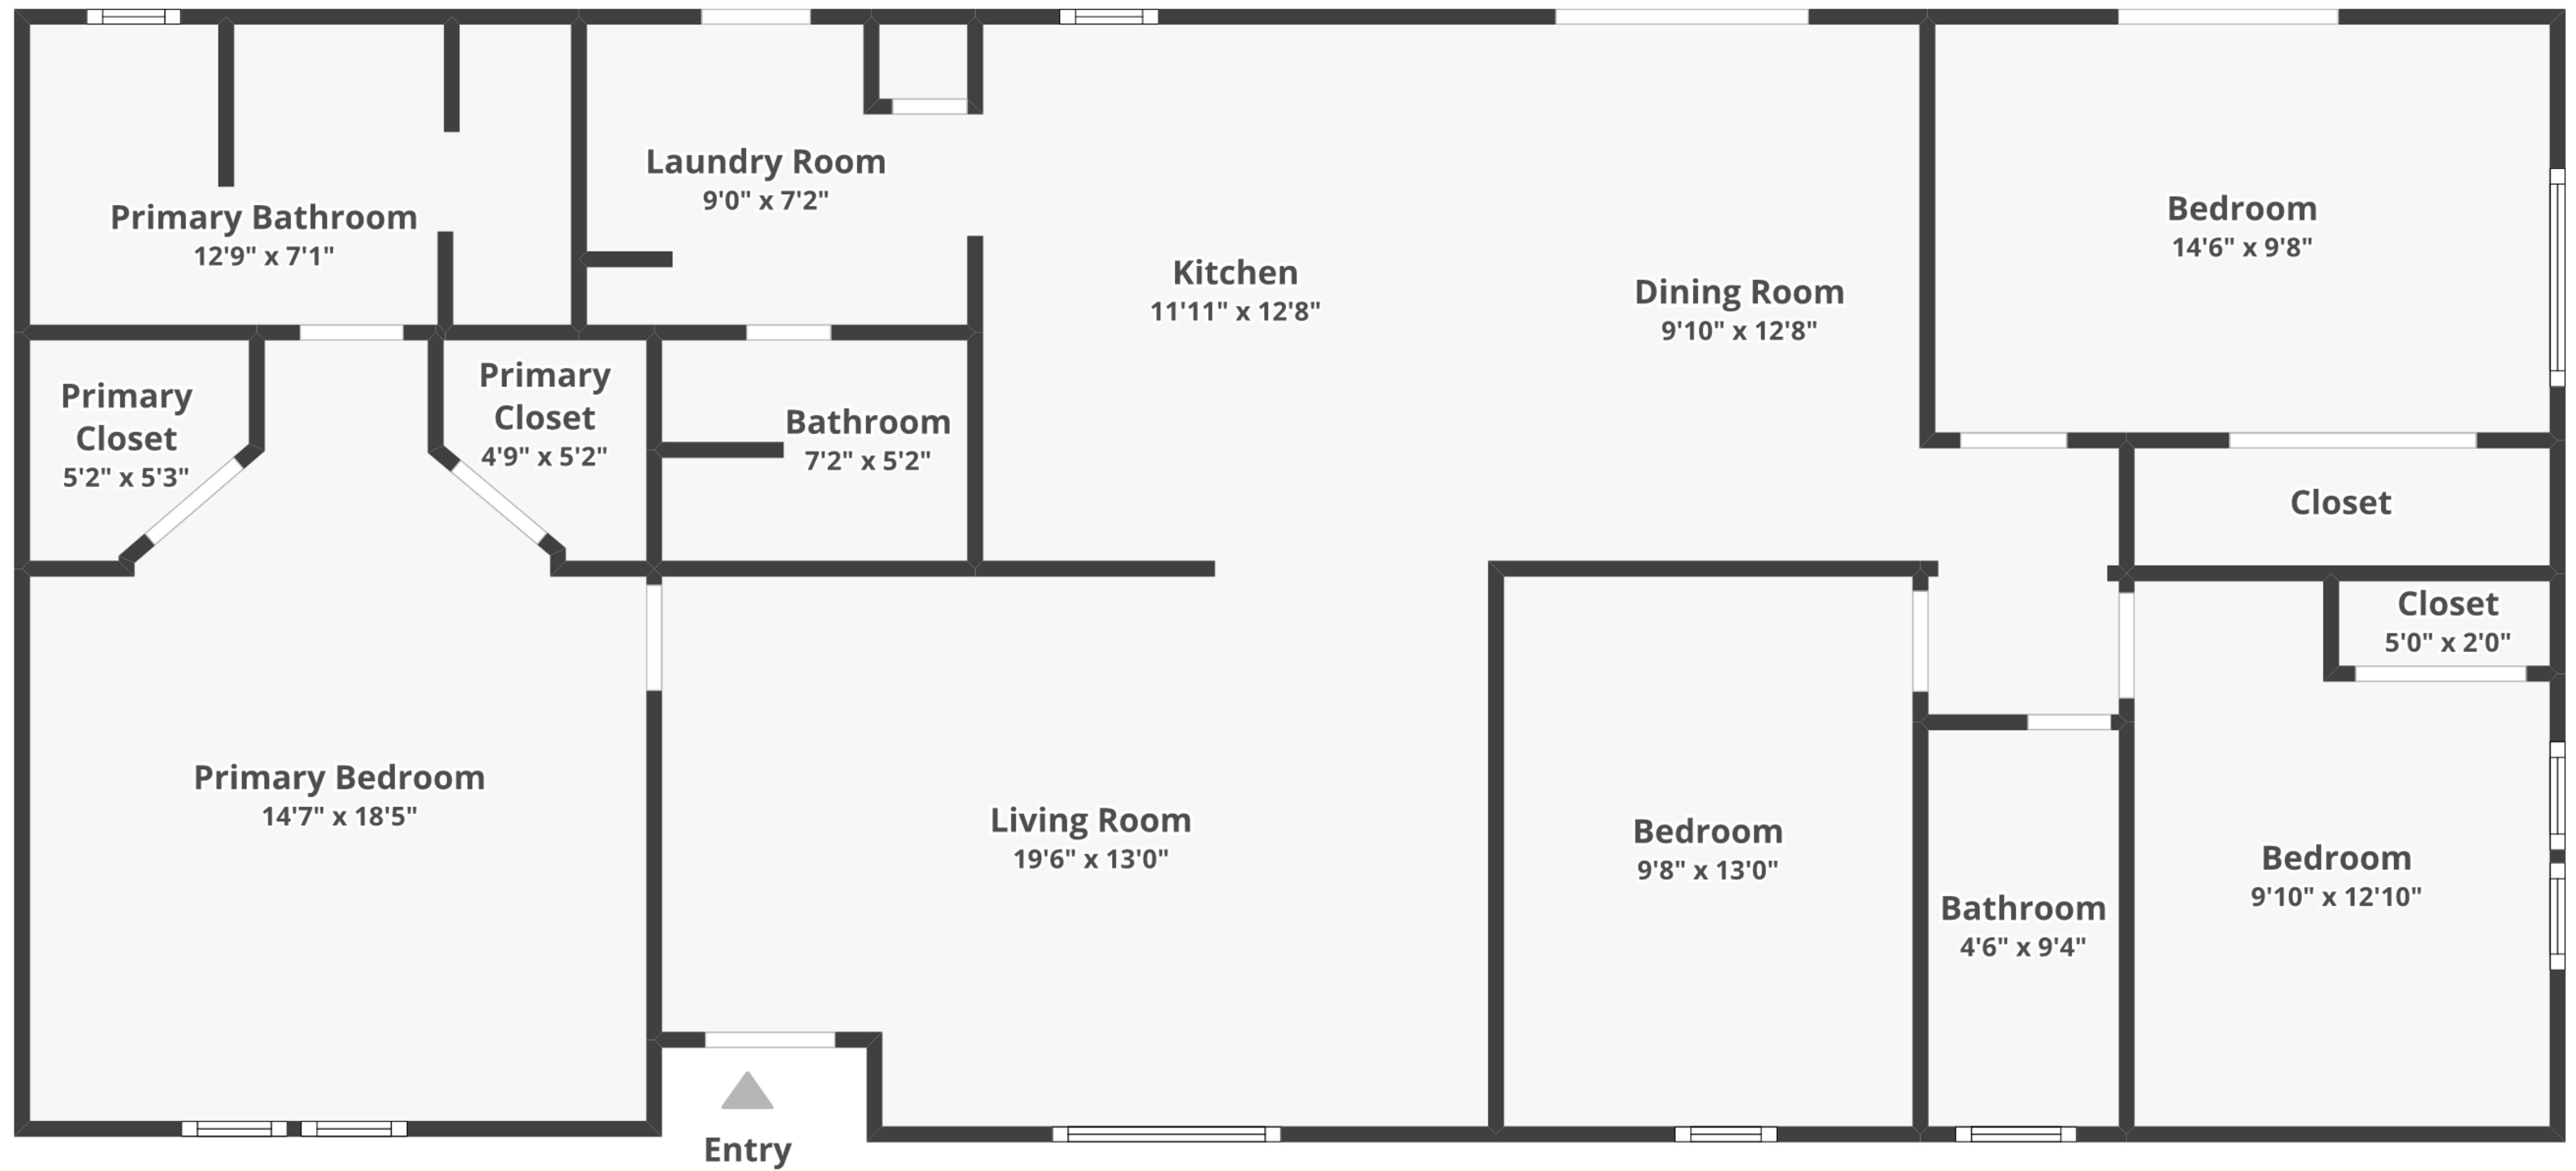 Primary Bathroom
12'9" x 7'1"
Laundry Room
9'0" x 7'2"
Kitchen
11'11" x 12'8"
Dining Room
9'10" x 12'8"
Bedroom
14'6" x 9'8"
Primary
Closet
5'2" x 5'3"
Primary
Closet
4'9" x 5'2"
Bathroom
7'2" x 5'2"
Closet
Closet
5'0" x 2'0"
Primary Bedroom
14'7" x 18'5"
Living Room
19'6" x 13'0"
Bedroom
9'8" x 13'0"
Bathroom
4'6" x 9'4"
Bedroom
9'10" x 12'10"
Entry